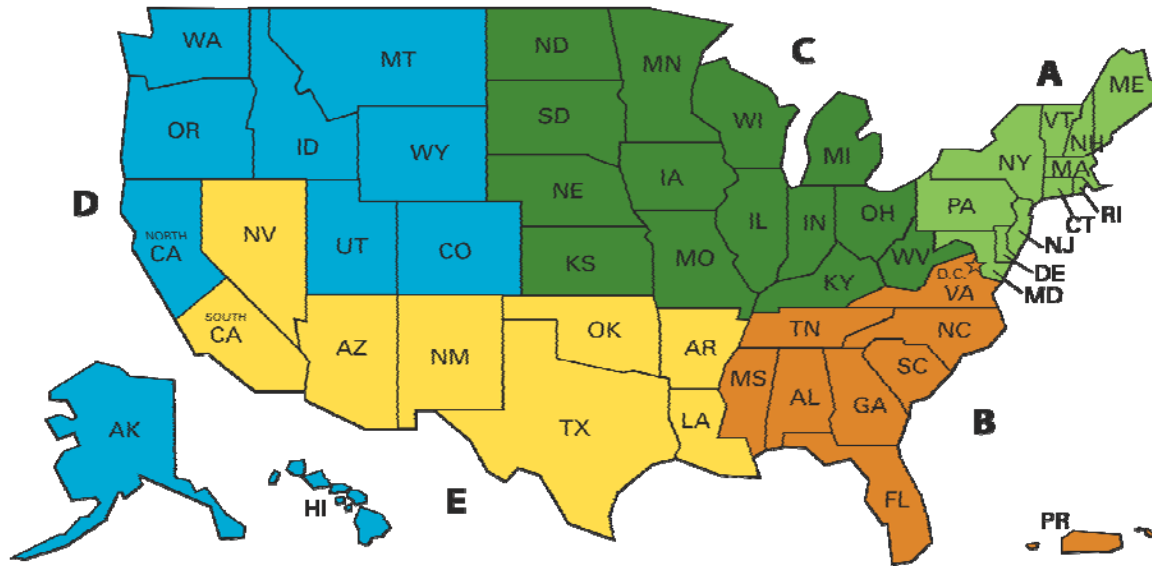 WA
MT
ND
MN
C
A
ME
VT
NH
OR
ID
WY
SD
WI
MI
NY
MA
RI
CT
D
NORTH
CA
NV
UT
CO
NE
IA
IL
IN
OH
PA
NJ
DE
MD
KS
MO
KY
WV
D.C.
VA
SOUTH
CA
AZ
NM
OK
AR
TN
NC
SC
MS
AL
GA
B
TX
LA
AK
HI
E
FL
PR